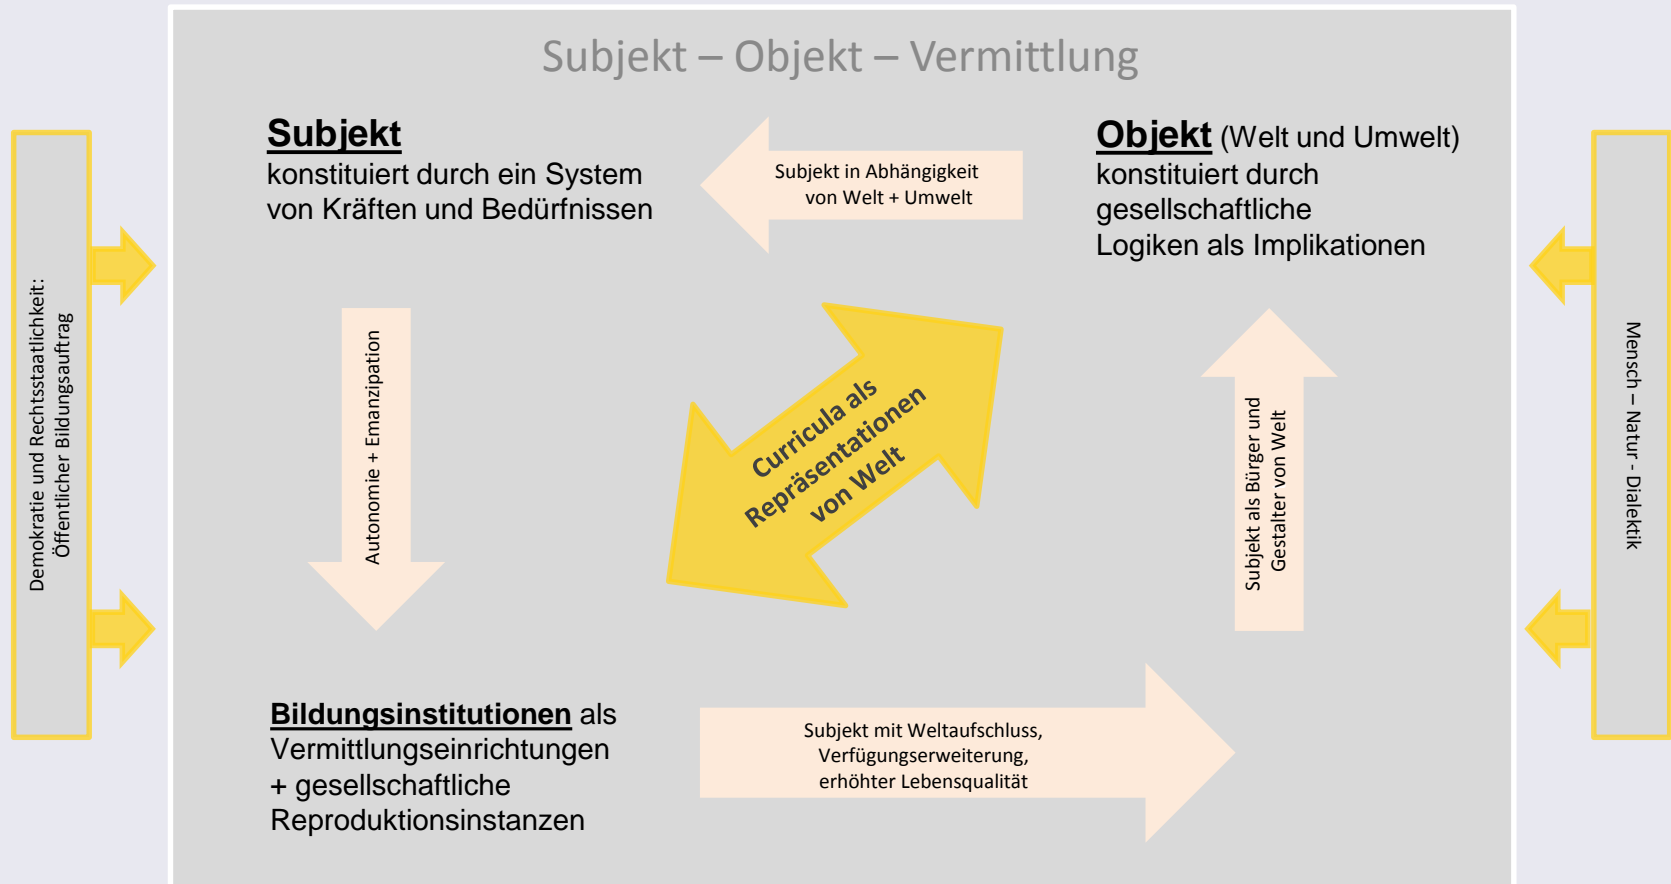 Subjekt – Objekt – Vermittlung
Demokratie und Rechtsstaatlichkeit:
Öffentlicher Bildungsauftrag
Subjekt
konstituiert durch ein System
von Kräften und Bedürfnissen
Subjekt in Abhängigkeit
von Welt + Umwelt
Objekt (Welt und Umwelt)
konstituiert durch
gesellschaftliche
Logiken als Implikationen
Autonomie + Emanzipation
Curricula als
Repräsentationen
von Welt
Subjekt als Bürger und
Gestalter von Welt
Mensch – Natur - Dialektik
Bildungsinstitutionen als
Vermittlungseinrichtungen
+ gesellschaftliche
Reproduktionsinstanzen
Subjekt mit Weltaufschluss,
Verfügungserweiterung,
erhöhter Lebensqualität